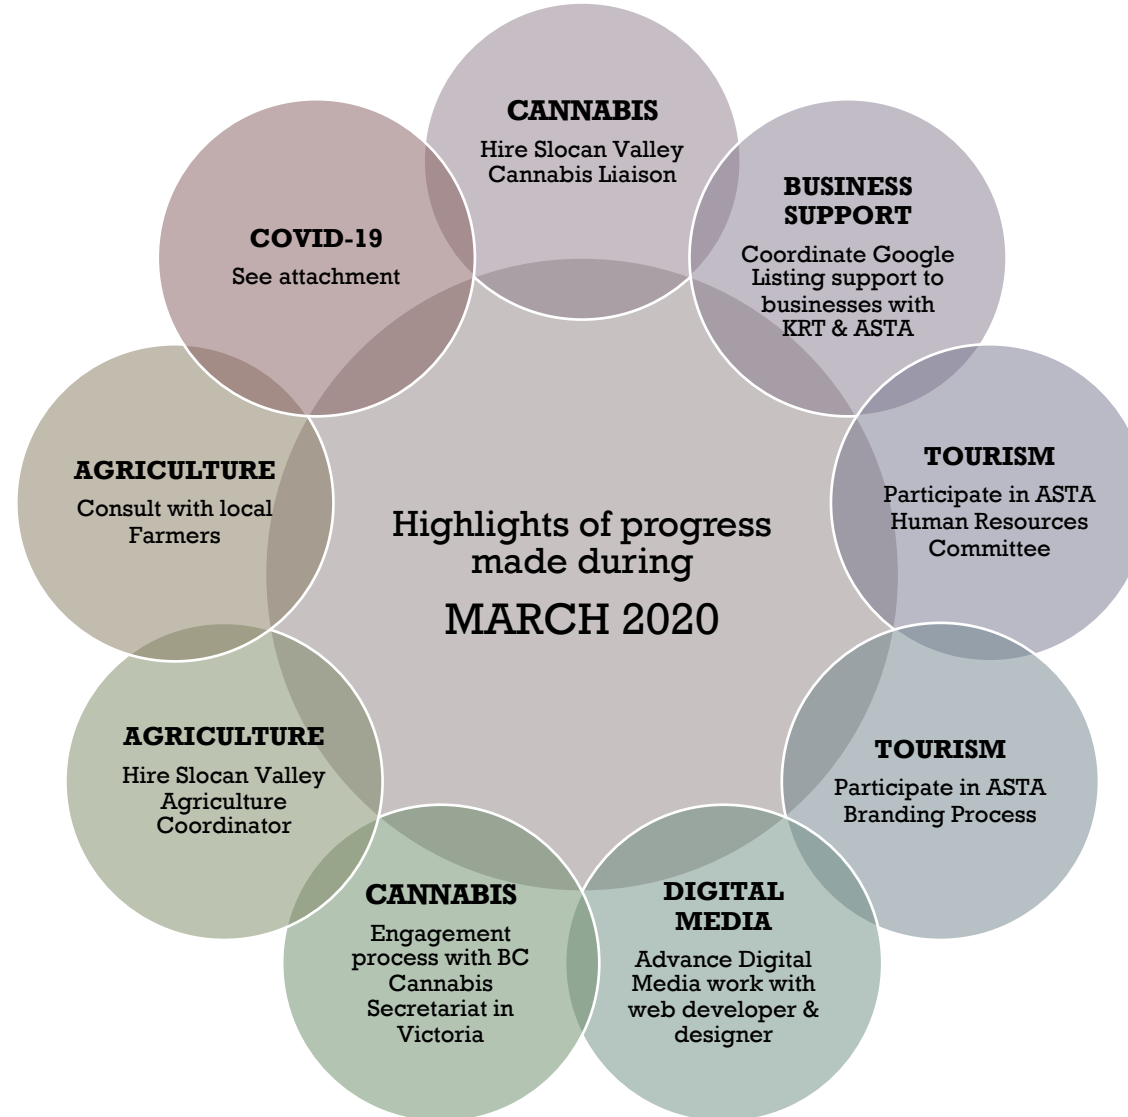 CANNABIS
Hire Slocan Valley
Cannabis Liaison
BUSINESS
SUPPORT
Coordinate Google
Listing support to
businesses with
KRT & ASTA
TOURISM
Participate in ASTA
Human Resources
Committee
TOURISM
Participate in ASTA
Branding Process
DIGITAL
MEDIA
Advance Digital
Media work with
web developer &
designer
CANNABIS
Engagement
process with BC
Cannabis
Secretariat in
Victoria
AGRICULTURE
Hire Slocan Valley
Agriculture
Coordinator
AGRICULTURE
Consult with local
Farmers
COVID-19
See attachment
Highlights of progress
made during
MARCH 2020